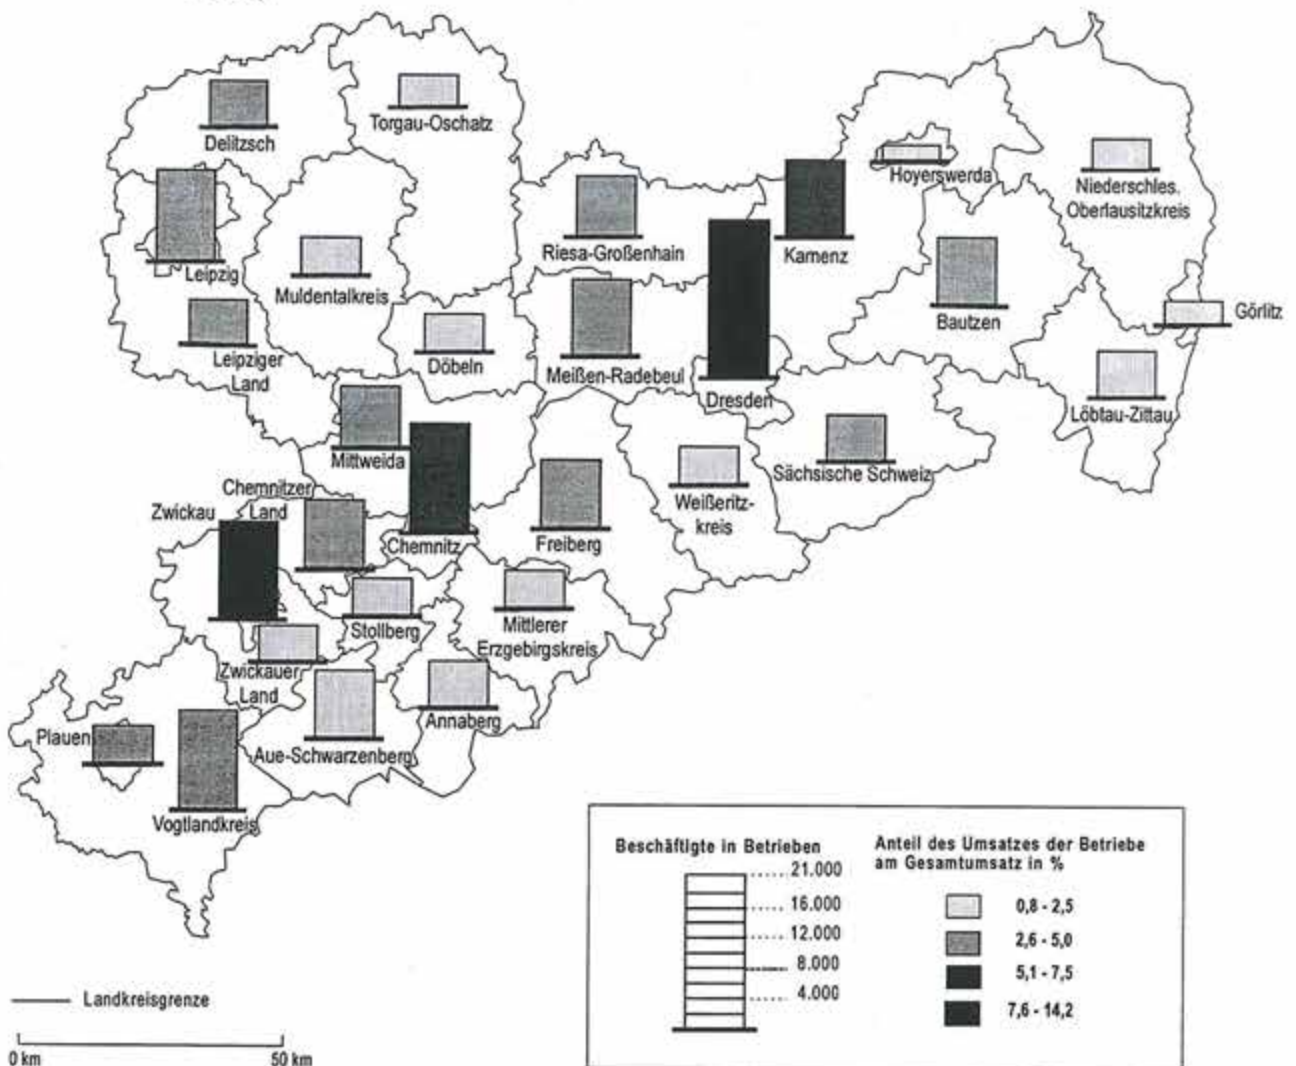 Delitzsch
Torgau-Oschatz
Hoyerswerda
Niederschles.
Oberlausitzkreis
Leipzig
Muldentalkreis
Riesa-Großenhain
Kamenz
Bautzen
Görlitz
Leipziger
Land
Döbeln
Meißen-Radebeul
Dresden
Löbtau-Zittau
Mittweida
Sächsische Schweiz
Chemnitzer
Land
Zwickau
Chemnitz
Freiberg
Weißeritz-
kreis
Stollberg
Mittlerer
Erzgebirgskreis
Zwickauer
Land
Annaberg
Aue-Schwarzenberg
Plauen
Vogtlandkreis
Beschäftigte in Betrieben
21.000
16.000
12.000
8.000
4.000
Anteil des Umsatzes der Betriebe
am Gesamtumsatz in %
0,8 - 2,5
2,6 - 5,0
5,1 - 7,5
7,6 - 14,2
Landkreisgrenze
0 km 50 km